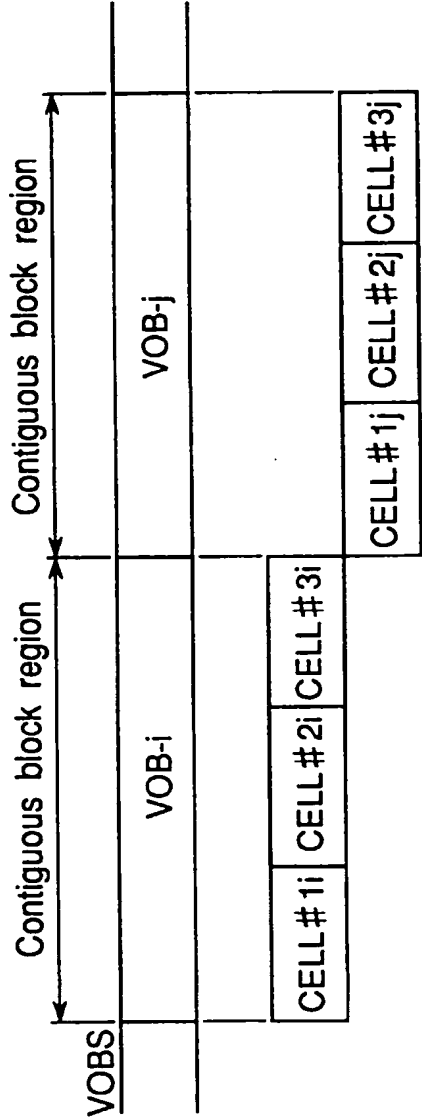 Contiguous block region
Contiguous block region
VOBS
VOB-i
VOB-j
CELL#1i
CELL#2i
CELL#3i
CELL#1j
CELL#2j
CELL#3j